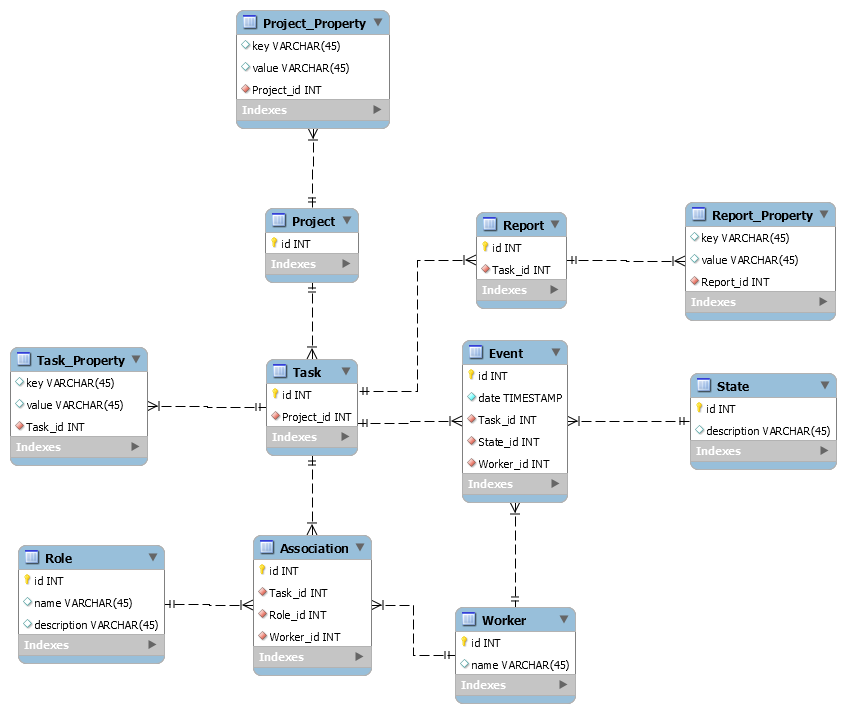 Project_Property
key VARCHAR(45)
value VARCHAR(45)
Project_id INT
Indexes
Project
id INT
Indexes
Report
id INT
Task_id INT
Indexes
Report_Property
key VARCHAR(45)
value VARCHAR(45)
Report_id INT
Indexes
Task_Property
key VARCHAR(45)
value VARCHAR(45)
Task_id INT
Indexes
Task
id INT
Project_id INT
Indexes
Event
id INT
date TIMESTAMP
Task_id INT
State_id INT
Worker_id INT
Indexes
State
id INT
description VARCHAR(45)
Indexes
Role
id INT
name VARCHAR(45)
description VARCHAR(45)
Indexes
Association
id INT
Task_id INT
Role_id INT
Worker_id INT
Indexes
Worker
id INT
name VARCHAR(45)
Indexes